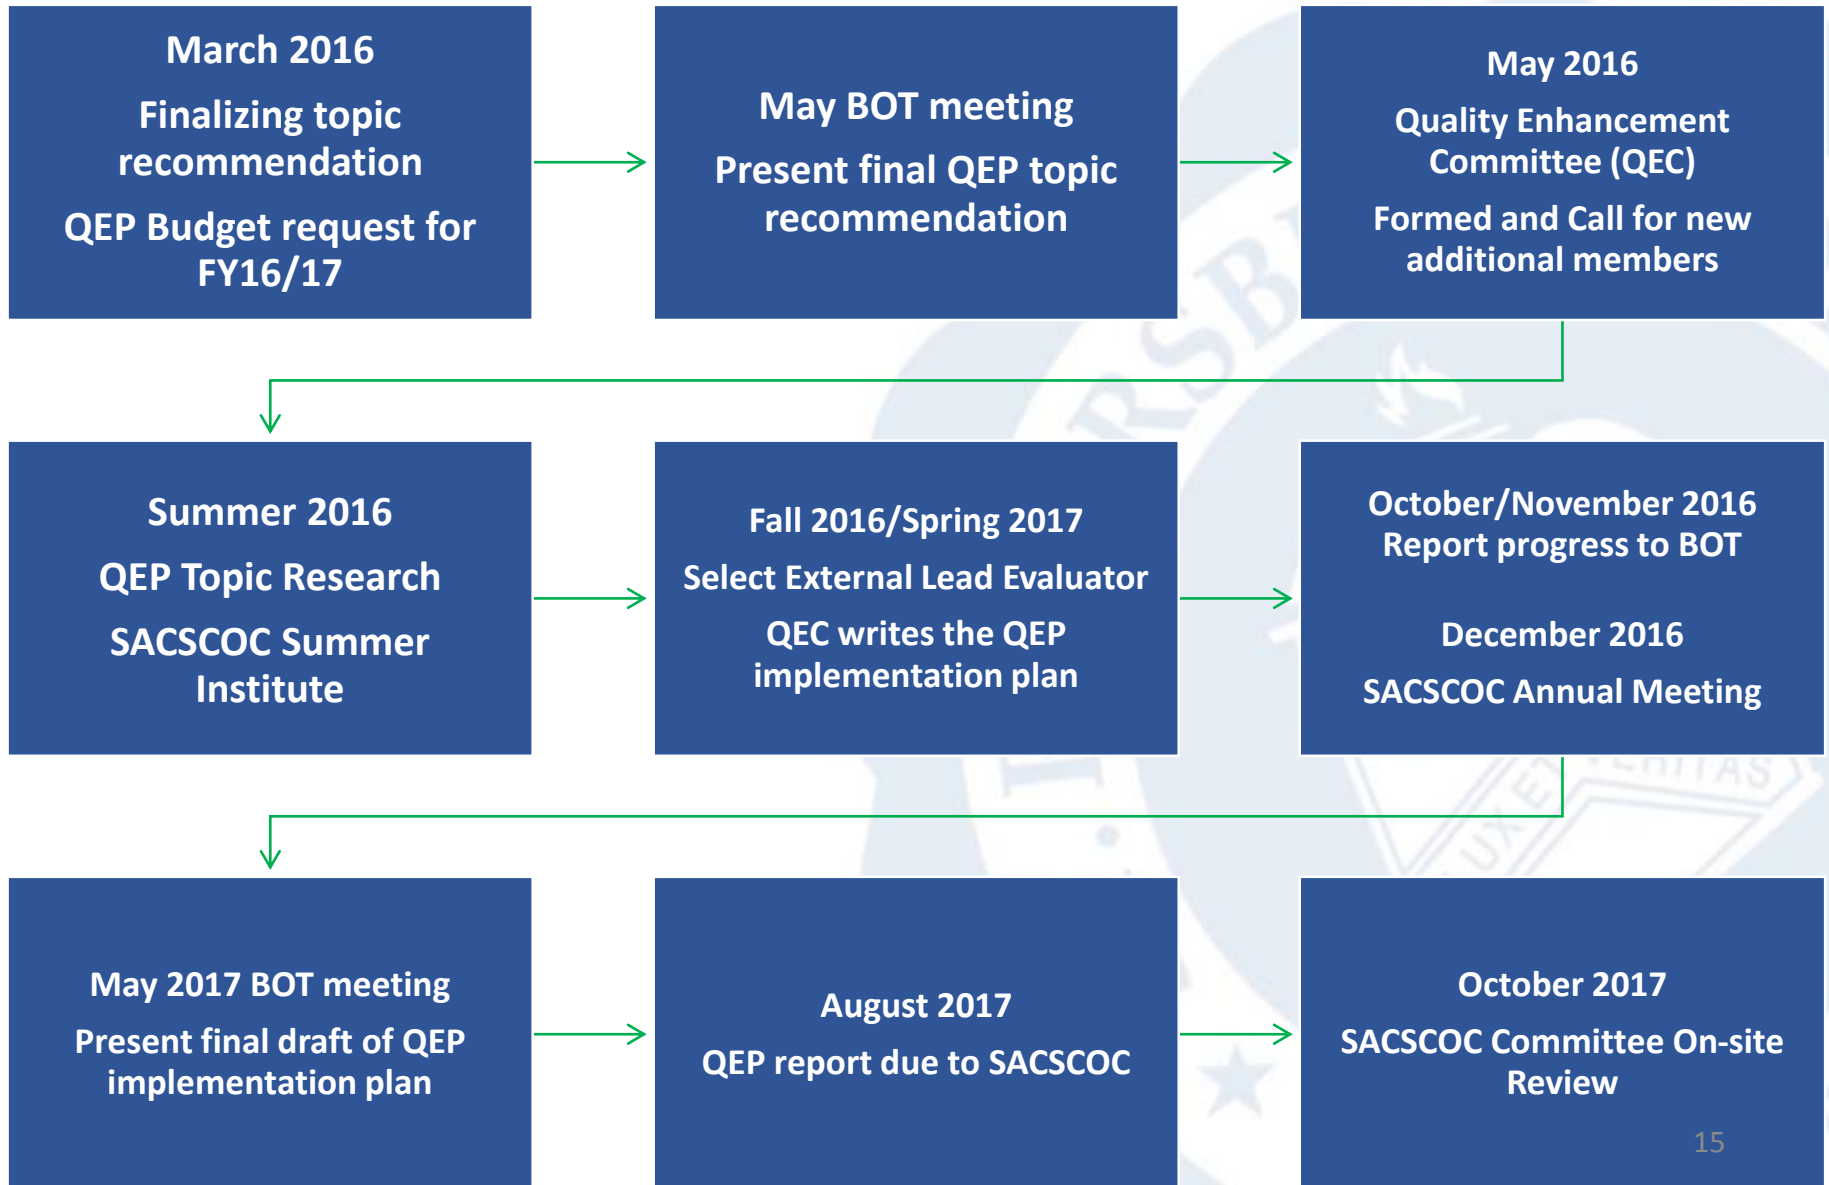 March 2016
Finalizing topic
recommendation
QEP Budget request for
FY16/17
May BOT meeting
Present final QEP topic
recommendation
May 2016
Quality Enhancement
Committee (QEC)
Formed and Call for new
additional members
Summer 2016
QEP Topic Research
SACSCOC Summer
Institute
Fall 2016/Spring 2017
Select External Lead Evaluator
QEC writes the QEP
implementation plan
October/November 2016
Report progress to BOT
December 2016
SACSCOC Annual Meeting
May 2017 BOT meeting
Present final draft of QEP
implementation plan
August 2017
QEP report due to SACSCOC
October 2017
SACSCOC Committee On-site
Review
15